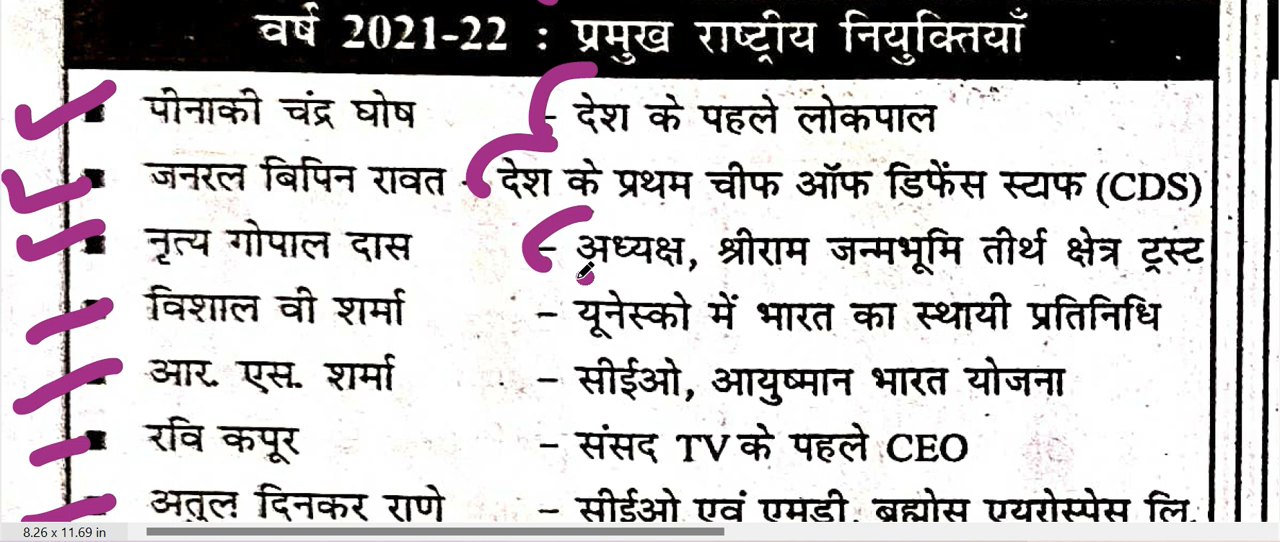 वर्ष 2021-22 : प्रमुख राष्ट्रीय नियुक्तियाँ
▪ पीनाकी चंद्र घोष – देश के पहले लोकपाल
▪ जनरल बिपिन रावत - देश के प्रथम चीफ ऑफ डिफेंस स्टाफ (CDS)
▪ नृत्य गोपाल दास – अध्यक्ष, श्रीराम जन्मभूमि तीर्थ क्षेत्र ट्रस्ट
▪ विशाल वी शर्मा – यूनेस्को में भारत का स्थायी प्रतिनिधि
▪ आर. एस. शर्मा – सीईओ, आयुष्मान भारत योजना
▪ रवि कपूर – संसद TV के पहले CEO
▪ अतुल दिनकर राणे – सीईओ एवं एमडी, ब्रह्मोस एयरोस्पेस लि.
8.26 x 11.69 in